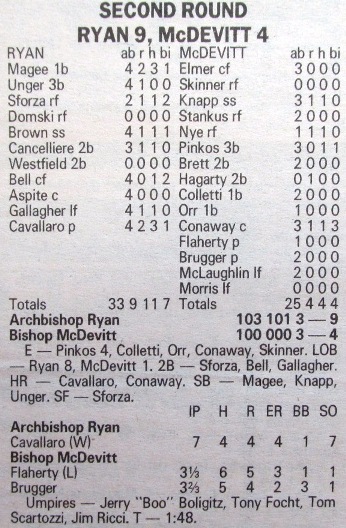 SECOND ROUND
RYAN 9, McDEVITT 4
RYAN ab r h bi McDEVITT ab r h bi
Magee 1b 4 2 3 1 Elmer cf 3 0 0 0
Unger 3b 4 1 0 0 Skinner rf 0 0 0 0
Sforza rf 2 1 1 2 Knapp ss 3 1 1 0
Domski rf 0 0 0 0 Stankus rf 2 0 0 0
Brown ss 4 1 1 1 Nye rf 1 1 1 0
Cancelliere 2b 3 1 1 0 Pinkos 3b 3 0 1 1
Westfield 2b 0 0 0 0 Brett 2b 2 0 0 0
Bell cf 4 0 1 2 Hagarty 2b 0 1 0 0
Aspite c 4 0 0 0 Colletti 1b 2 0 0 0
Gallagher lf 4 1 1 0 Orr 1b 1 0 0 0
Cavallaro p 4 2 3 1 Conaway c 3 1 1 3
Flaherty p 1 0 0 0
Brugger p 2 0 0 0
McLaughlin lf 2 0 0 0
Morris lf 0 0 0 0
Totals 33 9 11 7 Totals 25 4 4 4
Archbishop Ryan 103 101 3 — 9
Bishop McDevitt 100 000 3 — 4
E — Pinkos 4, Colletti, Orr, Conaway, Skinner. LOB
— Ryan 8, McDevitt 1. 2B — Sforza, Bell, Gallagher.
HR — Cavallaro, Conaway. SB — Magee, Knapp,
Unger. SF — Sforza.
IP H R ER BB SO
Archbishop Ryan
Cavallaro (W) 7 4 4 4 1 7
Bishop McDevitt
Flaherty (L) 3⅓ 6 5 3 1 1
Brugger 3⅔ 5 4 2 3 1
Umpires — Jerry "Boo" Boligitz, Tony Focht, Tom
Scartozzi, Jim Ricci. T — 1:48.